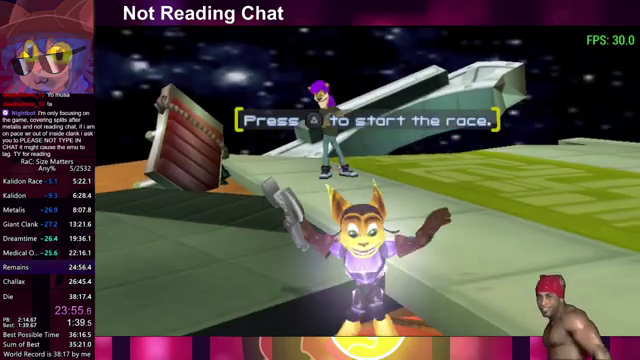 Not Reading Chat
FPS: 30.0
Yo musa
!a
Nightbot I'm only focusing on
the game, covering splits after
metalis and not reading chat, if i am
on pace wr out of inside clank i ask
you to PLEASE NOT TYPE IN
CHAT it might cause the emu to
lag. TY for reading
RaC: Size Matters
Any% 5/2532
Kalidon Race -5.1 5:22.1
Kalidon -9.3 6:28.4
Metalis -26.9 8:07.8
Giant Clank -27.2 13:21.6
Dreamtime -26.4 19:36.1
Medical O... -25.6 22:16.1
Remains 24:56.4
Challax 26:45.4
Die 38:17.4
23:55.6
PB: 2:14.67
Best: 1:39.67
1:39.5
Best Possible Time 36:16.5
Sum of Best 35:21.0
World Record is 38:17 by me
Press to start the race.